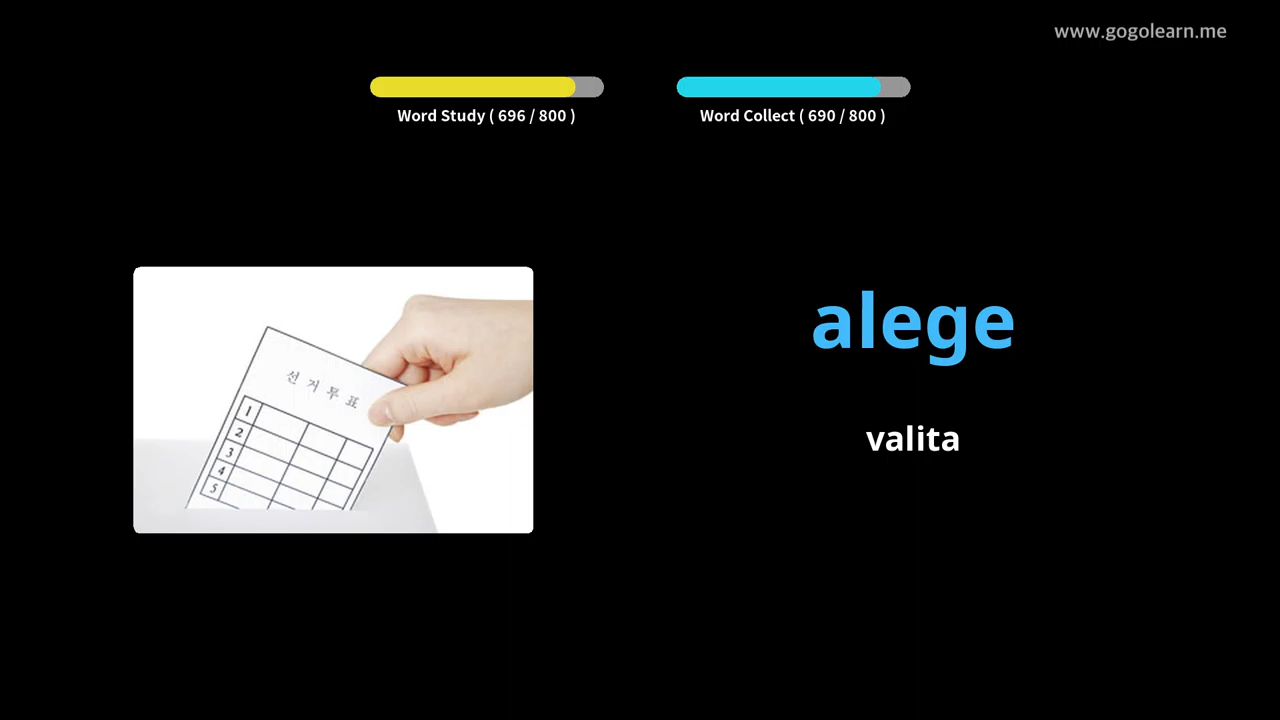 www.gogolearn.me
Word Study ( 696 / 800 )
Word Collect ( 690 / 800 )
선거투표
1
2
3
4
5
alege
valita